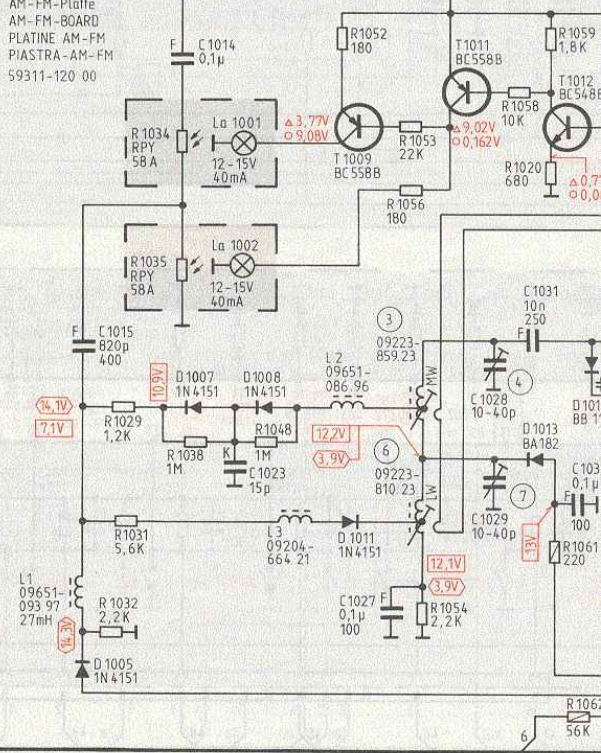 AM-FM-Platte
AM-FM-BOARD
PLATINE AM-FM
PIASTRA-AM-FM
59311-120 00
F C1014
0,1µ
R1052
180
T1011
BC558B
R1059
1,8K
T1012
BC548B
R1058
10K
R1034
RPY
58A
La 1001
12-15V
40mA
3,77V
9,08V
T1009
BC558B
R1053
22K
9,02V
0,162V
R1020
680
R1056
180
R1035
RPY
58A
La 1002
12-15V
40mA
F C1015
820p
400
14,1V
7,1V
10,9V
D1007
1N4151
D1008
1N4151
L2
09651-
086.96
3
09223-
859.23
MW
C1031
10n
250
F
C1028
10-40p
4
R1029
1,2K
R1038
1M
R1048
1M
K
C1023
15p
12,2V
3,9V
6
09223-
810.23
LW
D1013
BA182
C1029
10-40p
7
F
0,1µ
100
13V
R1061
220
R1031
5,6K
L3
09204-
664 21
D1011
1N4151
12,1V
3,9V
C1027 F
0,1µ
100
R1054
2,2K
L1
09651-
093 97
27mH
R1032
2,2K
14,3V
D1005
1N4151
R1062
56K
6